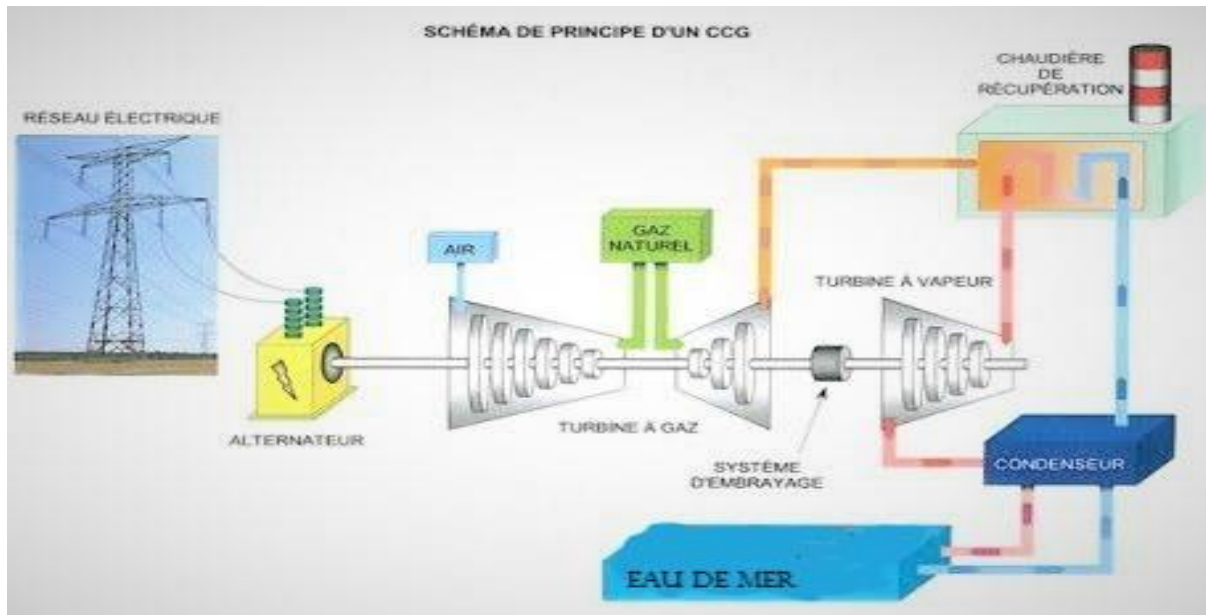 SCHÉMA DE PRINCIPE D'UN CCG
CHAUDIÈRE
DE
RÉCUPÉRATION
RÉSEAU ÉLECTRIQUE
AIR
GAZ
NATUREL
TURBINE À VAPEUR
ALTERNATEUR
TURBINE À GAZ
SYSTÈME
D'EMBRAYAGE
CONDENSEUR
EAU DE MER